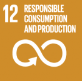 12 RESPONSIBLE
CONSUMPTION
AND PRODUCTION